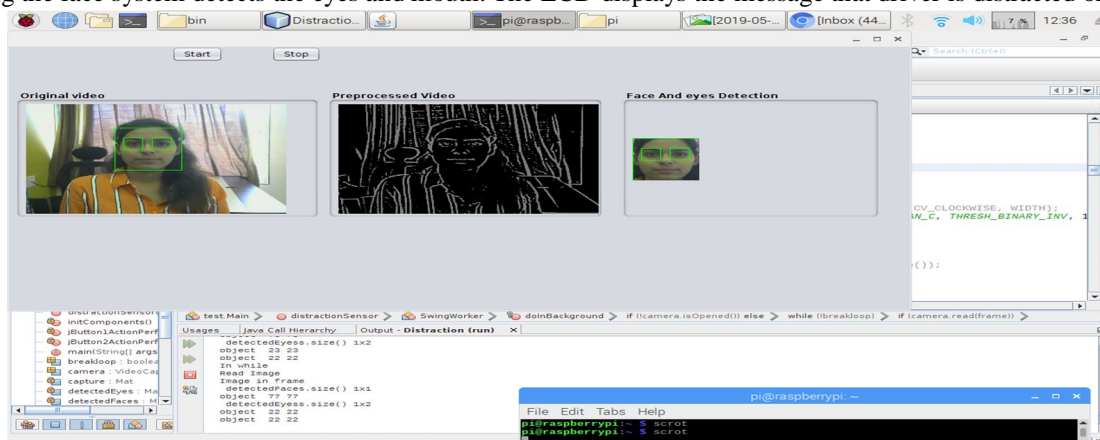 g the face system detects the eyes and mouth. The LCD displays the message that driver is distracted or
bin Distractio... pi@raspb... pi [2019-05-... [Inbox (44... 7 % 12:36
Start Stop
Search (Ctrl+I)
Original video Preprocessed Video Face And eyes Detection
CV_CLOCKWISE, WIDTH);
AN_C, THRESH_BINARY_INV, 1
());
distractionSensor
initComponents()
jButton1ActionPerf
jButton2ActionPerf
main(String[] args
breakloop : boolea
camera : VideoCap
capture : Mat
detectedEyes : Ma
detectedFaces : M
test.Main distractionSensor SwingWorker doInBackground if (!camera.isOpened()) else while (!breakloop) if (camera.read(frame))
Usages Java Call Hierarchy Output - Distraction (run) ×
detectedEyess.size() 1x2
object 23 23
object 22 22
In while
Read Image
Image in frame
detectedFaces.size() 1x1
object 77 77
detectedEyess.size() 1x2
object 22 22
object 22 22
pi@raspberrypi: ~
File Edit Tabs Help
pi@raspberrypi:~ $ scrot
pi@raspberrypi:~ $ scrot